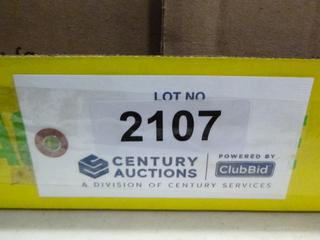 LOT NO
2107
CENTURY
AUCTIONS
POWERED BY
ClubBid
A DIVISION OF CENTURY SERVICES